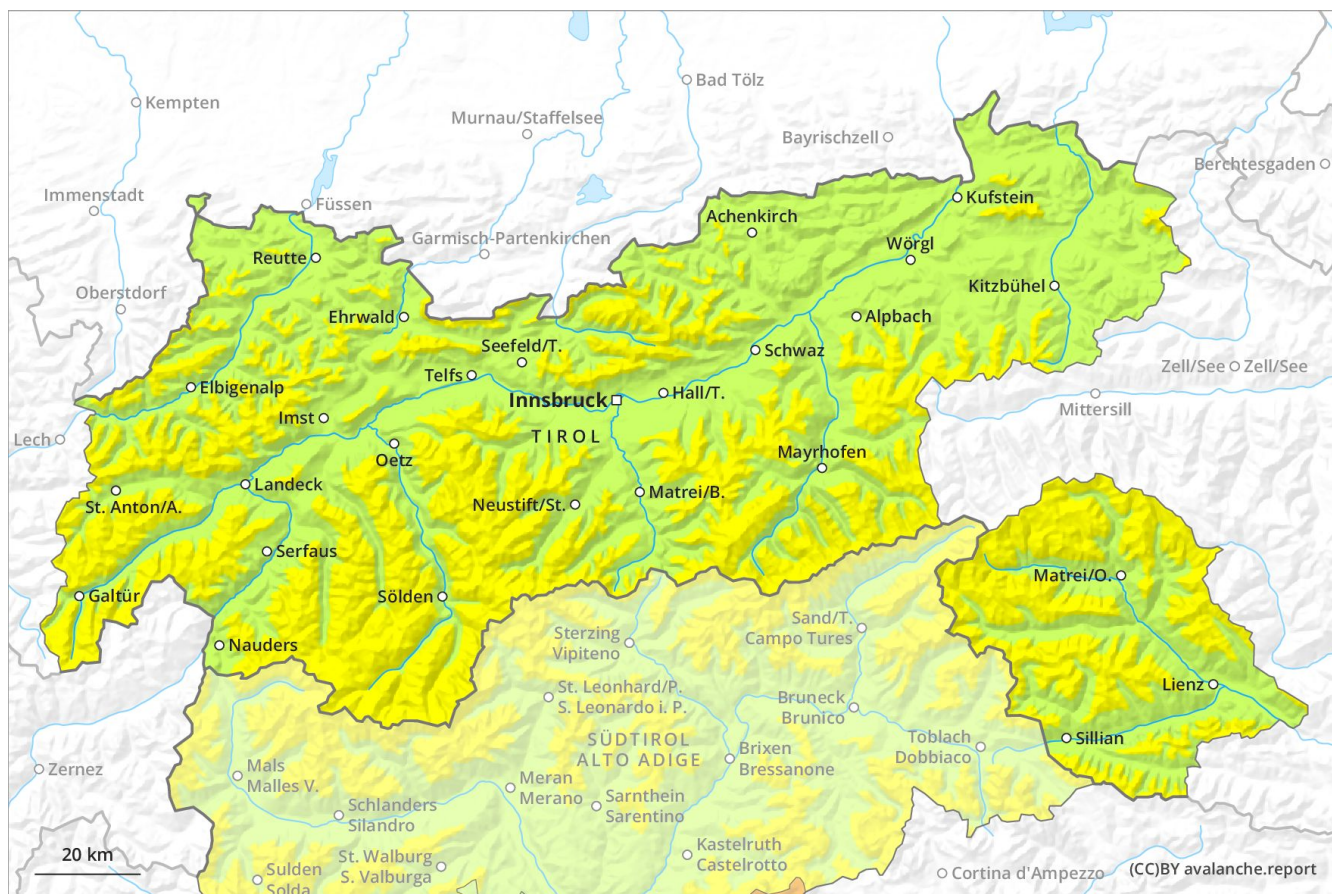 Kempten
Bad Tölz
Murnau/Staffelsee
Bayrischzell
Berchtesgaden
Immenstadt
Füssen
Kufstein
Achenkirch
Garmisch-Partenkirchen
Wörgl
Reutte
Kitzbühel
Oberstdorf
Ehrwald
Alpbach
Seefeld/T.
Schwaz
Zell/See
Zell/See
Telfs
Elbigenalp
Hall/T.
Innsbruck
Mittersill
Imst
Lech
TIROL
Oetz
Mayrhofen
Landeck
Matrei/B.
St. Anton/A.
Neustift/St.
Serfaus
Matrei/O.
Galtür
Sölden
Sterzing
Vipiteno
Sand/T.
Campo Tures
Nauders
Lienz
St. Leonhard/P.
S. Leonardo i. P.
Bruneck
Brunico
SÜDTIROL
ALTO ADIGE
Sillian
Toblach
Dobbiaco
Brixen
Bressanone
Zernez
Mals
Malles V.
Meran
Merano
Sarnthein
Sarentino
Schlanders
Silandro
Kastelruth
Castelrotto
20 km
St. Walburg
S. Valburga
Sulden
Solda
Cortina d'Ampezzo
(CC)BY avalanche.report